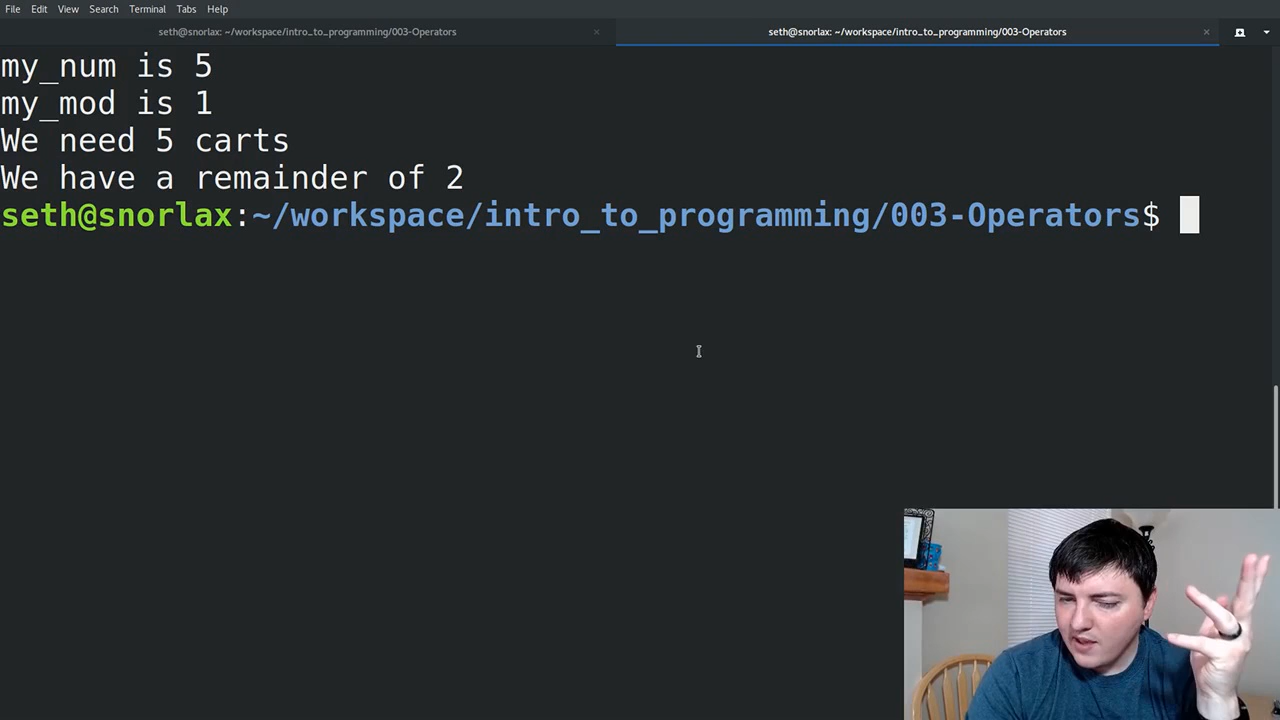 File Edit View Search Terminal Tabs Help
seth@snorlax: ~/workspace/intro_to_programming/003-Operators
seth@snorlax: ~/workspace/intro_to_programming/003-Operators
my_num is 5
my_mod is 1
We need 5 carts
We have a remainder of 2
seth@snorlax:~/workspace/intro_to_programming/003-Operators$